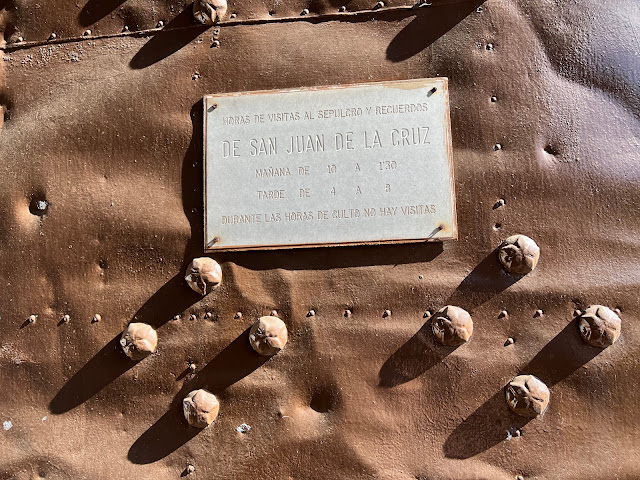 HORAS DE VISITAS AL SEPULCRO Y RECUERDOS
DE SAN JUAN DE LA CRUZ
MAÑANA DE 10 A 1'30
TARDE DE 4 A 8
DURANTE LAS HORAS DE CULTO NO HAY VISITAS